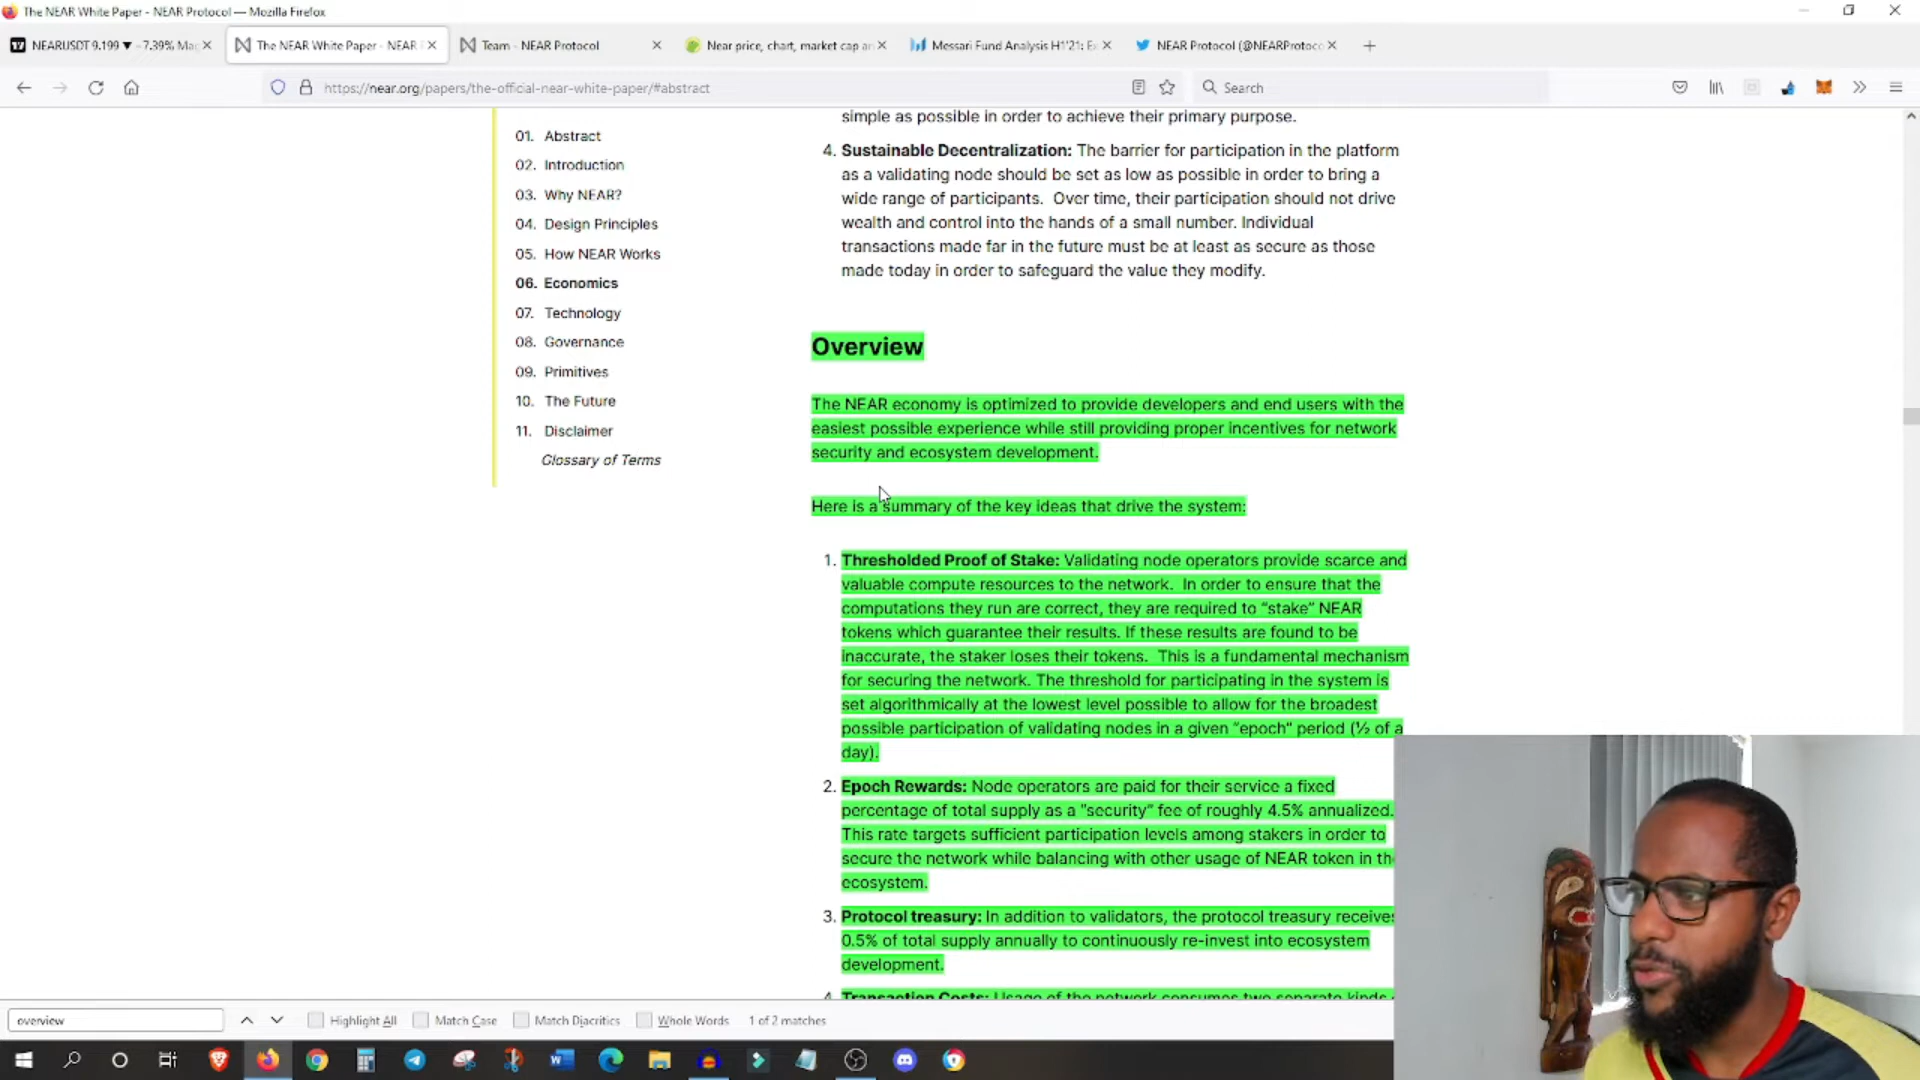 The NEAR White Paper - NEAR Protocol — Mozilla Firefox
NEARUSDT 9.199 ▼ -7.39% Mac
The NEAR White Paper - NEAR
Team - NEAR Protocol
Near price, chart, market cap an
Messari Fund Analysis H1'21: E
NEAR Protocol (@NEARProtoco
https://near.org/papers/the-official-near-white-paper/#abstract
Search
01. Abstract
02. Introduction
03. Why NEAR?
04. Design Principles
05. How NEAR Works
06. Economics
07. Technology
08. Governance
09. Primitives
10. The Future
11. Disclaimer
Glossary of Terms
simple as possible in order to achieve their primary purpose.
4. Sustainable Decentralization: The barrier for participation in the platform
as a validating node should be set as low as possible in order to bring a
wide range of participants. Over time, their participation should not drive
wealth and control into the hands of a small number. Individual
transactions made far in the future must be at least as secure as those
made today in order to safeguard the value they modify.
Overview
The NEAR economy is optimized to provide developers and end users with the
easiest possible experience while still providing proper incentives for network
security and ecosystem development.
Here is a summary of the key ideas that drive the system:
1. Thresholded Proof of Stake: Validating node operators provide scarce and
valuable compute resources to the network. In order to ensure that the
computations they run are correct, they are required to “stake” NEAR
tokens which guarantee their results. If these results are found to be
inaccurate, the staker loses their tokens. This is a fundamental mechanism
for securing the network. The threshold for participating in the system is
set algorithmically at the lowest level possible to allow for the broadest
possible participation of validating nodes in a given “epoch” period (½ of a
day).
2. Epoch Rewards: Node operators are paid for their service a fixed
percentage of total supply as a “security” fee of roughly 4.5% annualized.
This rate targets sufficient participation levels among stakers in order to
secure the network while balancing with other usage of NEAR token in the
ecosystem.
3. Protocol treasury: In addition to validators, the protocol treasury receives
0.5% of total supply annually to continuously re-invest into ecosystem
development.
4. Transaction Costs: Usage of the network consumes two separate kinds
overview
Highlight All
Match Case
Match Diacritics
Whole Words
1 of 2 matches